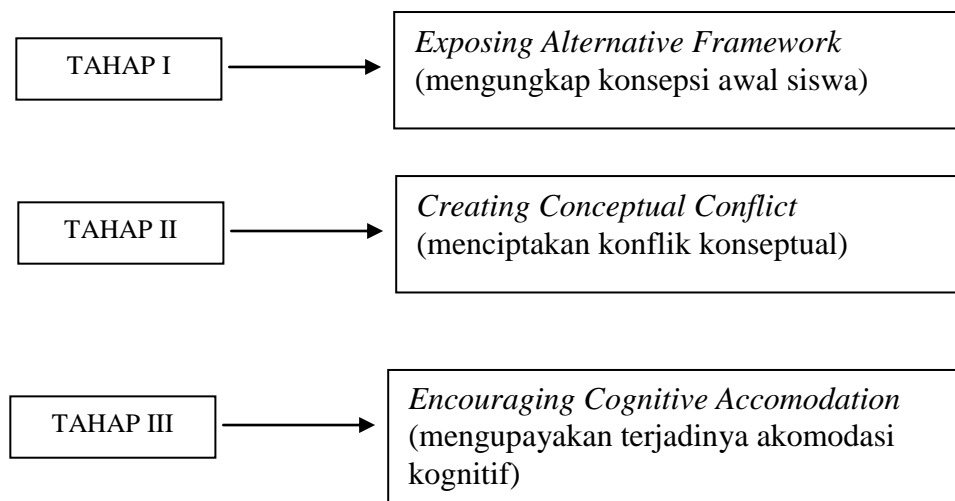 TAHAP I
Exposing Alternative Framework
(mengungkap konsepsi awal siswa)
TAHAP II
Creating Conceptual Conflict
(menciptakan konflik konseptual)
TAHAP III
Encouraging Cognitive Accomodation
(mengupayakan terjadinya akomodasi
kognitif)